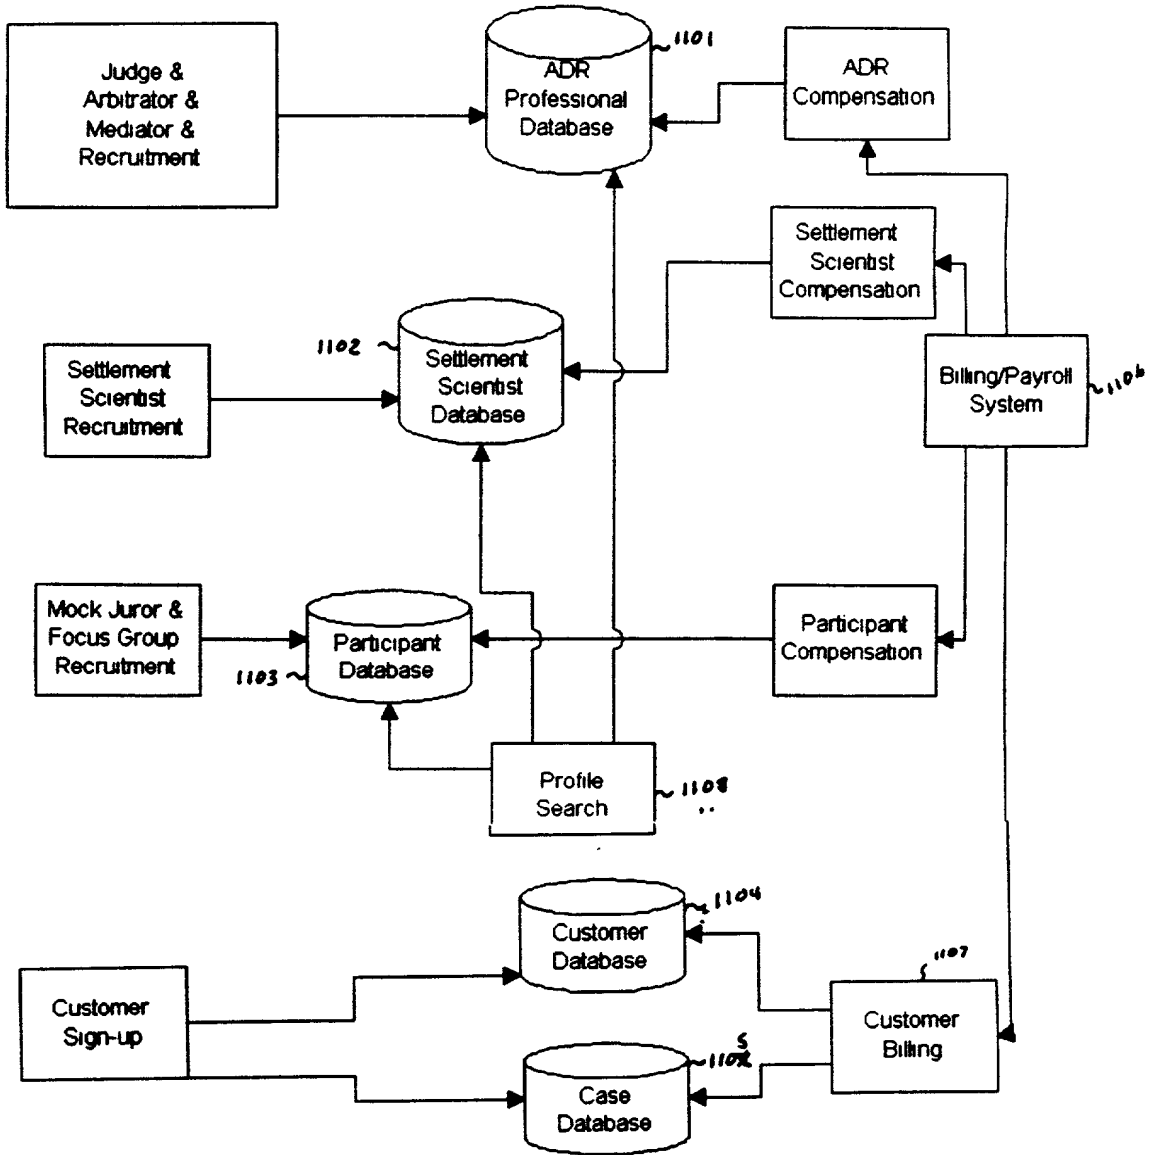 Judge &
Arbitrator &
Mediator &
Recruitment
ADR
Professional
Database
1101
ADR
Compensation
Settlement
Scientist
Compensation
1102
Settlement
Scientist
Database
Settlement
Scientist
Recruitment
Billing/Payroll
System
1106
Mock Juror &
Focus Group
Recruitment
1103
Participant
Database
Participant
Compensation
Profile
Search
1108
1104
Customer
Database
1107
Customer
Sign-up
Customer
Billing
5
110
Case
Database